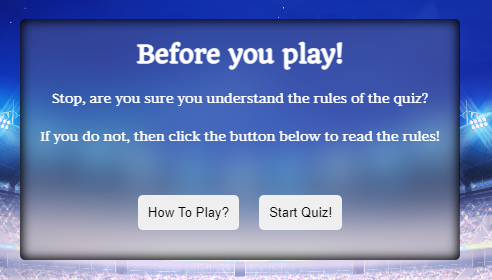 Before you play!
Stop, are you sure you understand the rules of the quiz?
If you do not, then click the button below to read the rules!
How To Play?
Start Quiz!